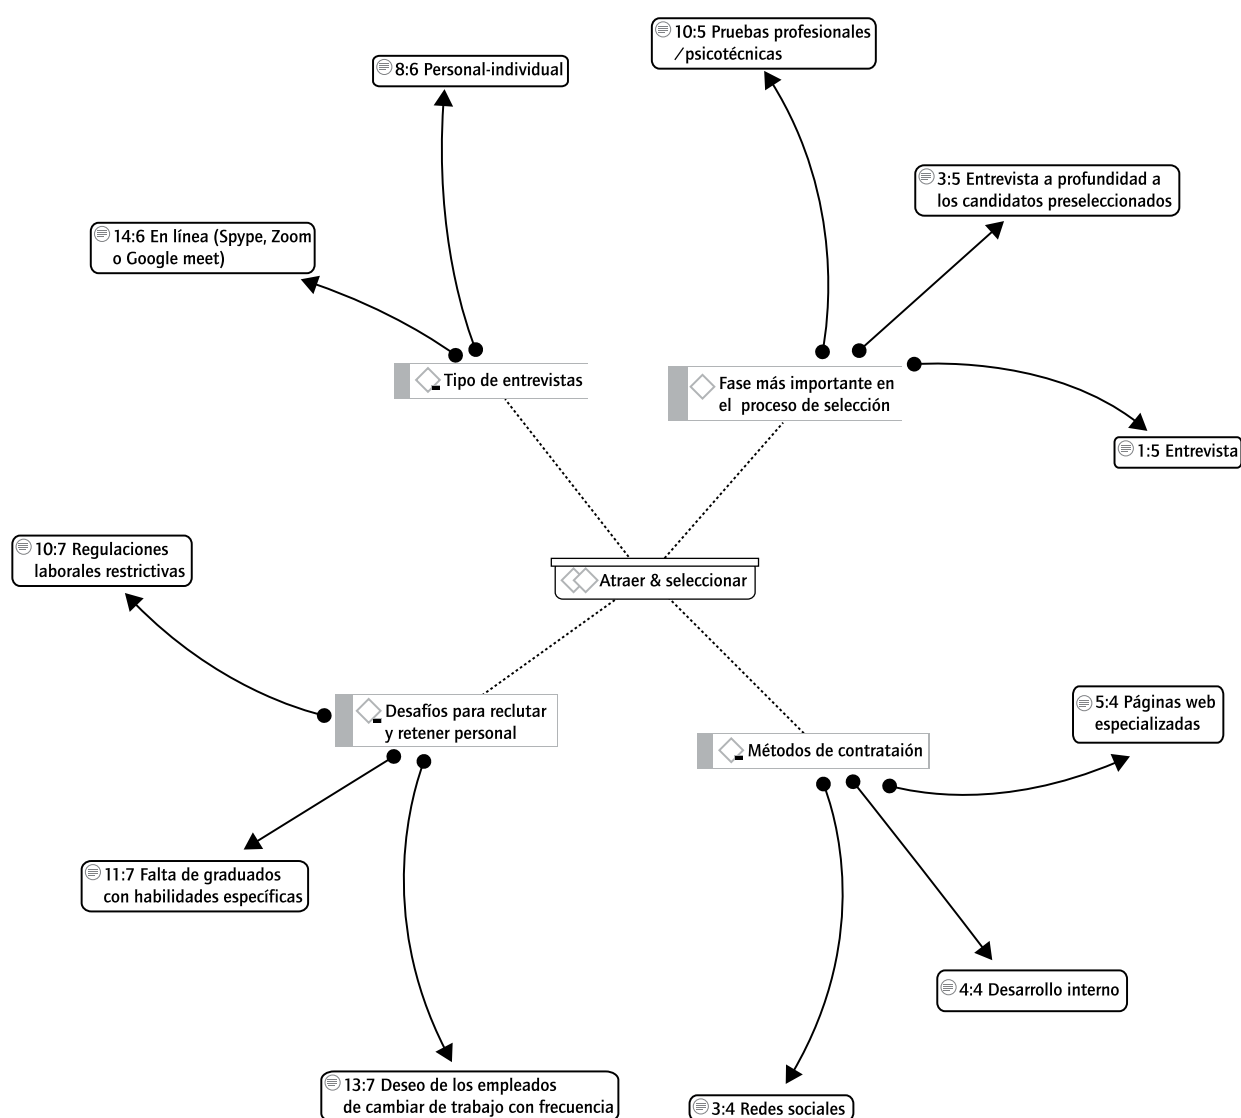 10:5 Pruebas profesionales
/psicotécnicas
8:6 Personal-individual
3:5 Entrevista a profundidad a
los candidatos preseleccionados
14:6 En línea (Spype, Zoom
o Google meet)
Tipo de entrevistas
Fase más importante en
el proceso de selección
1:5 Entrevista
10:7 Regulaciones
laborales restrictivas
Atraer & seleccionar
Desafíos para reclutar
y retener personal
5:4 Páginas web
especializadas
Métodos de contrataión
11:7 Falta de graduados
con habilidades específicas
4:4 Desarrollo interno
13:7 Deseo de los empleados
de cambiar de trabajo con frecuencia
3:4 Redes sociales